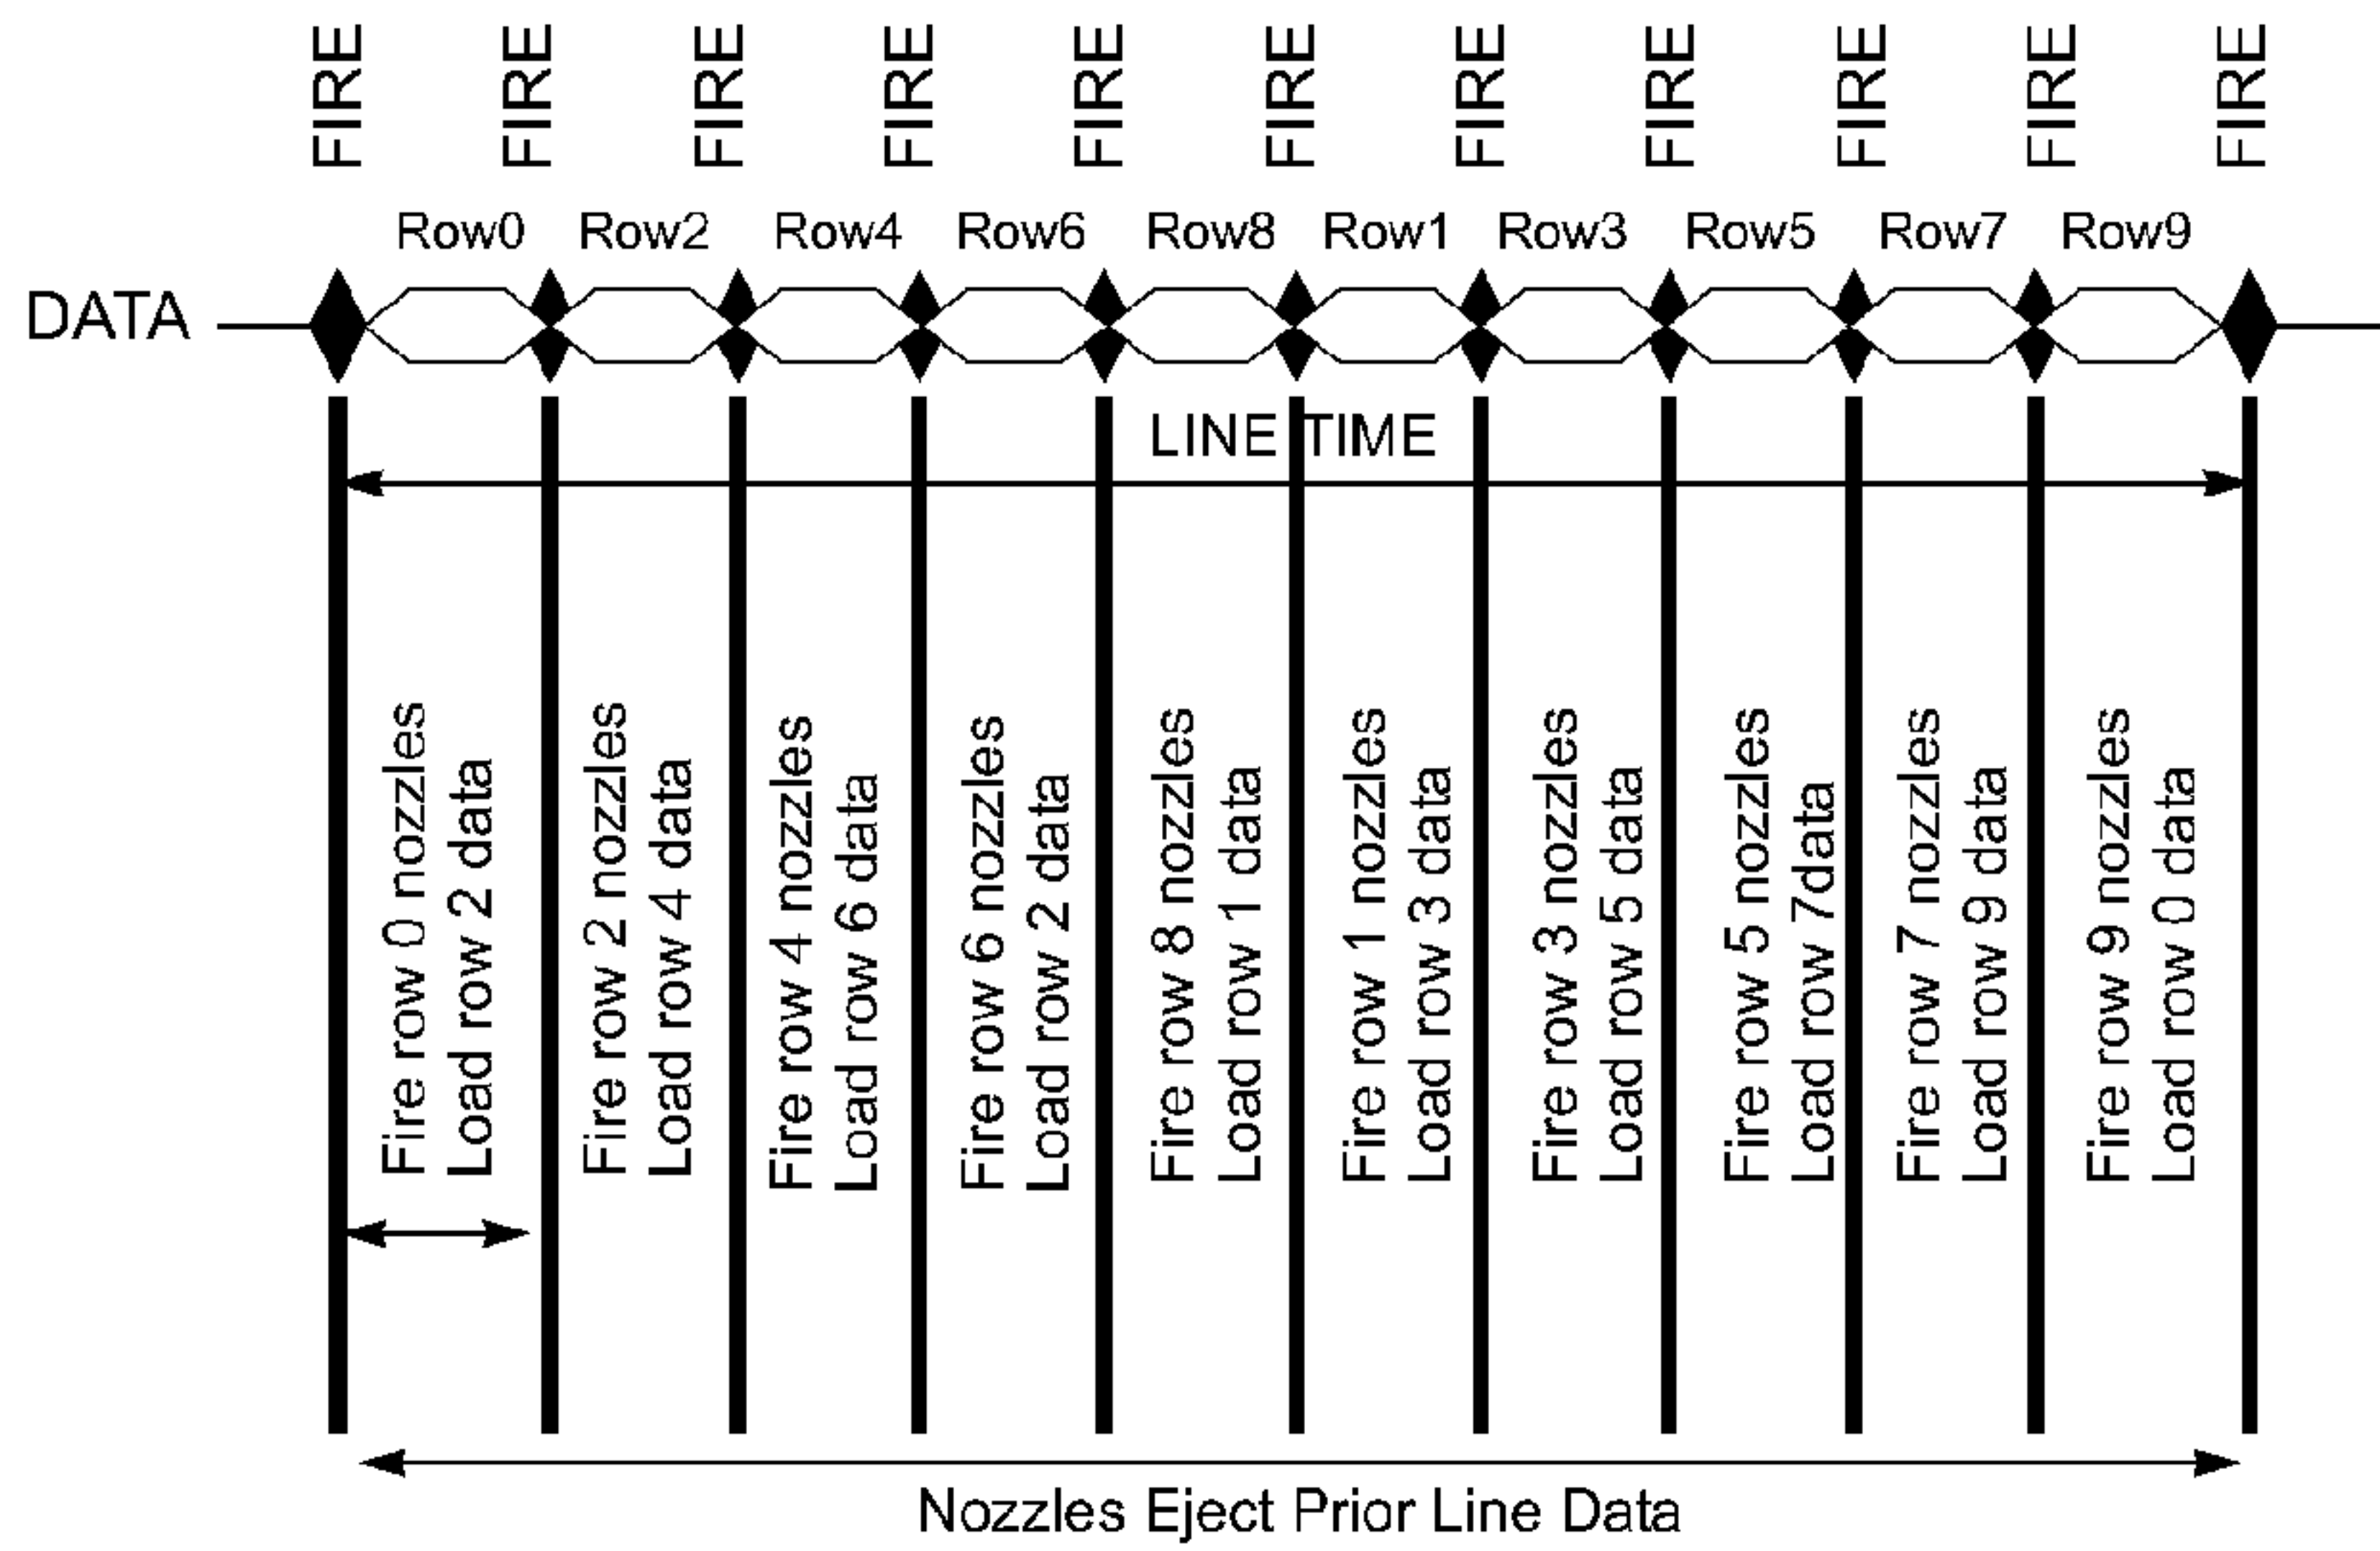 FIRE FIRE FIRE FIRE FIRE FIRE FIRE FIRE FIRE FIRE FIRE
Row0 Row2 Row4 Row6 Row8 Row1 Row3 Row5 Row7 Row9
DATA
LINE TIME
Fire row 0 nozzles
Load row 2 data
Fire row 2 nozzles
Load row 4 data
Fire row 4 nozzles
Load row 6 data
Fire row 6 nozzles
Load row 2 data
Fire row 8 nozzles
Load row 1 data
Fire row 1 nozzles
Load row 3 data
Fire row 3 nozzles
Load row 5 data
Fire row 5 nozzles
Load row 7data
Fire row 7 nozzles
Load row 9 data
Fire row 9 nozzles
Load row 0 data
Nozzles Eject Prior Line Data